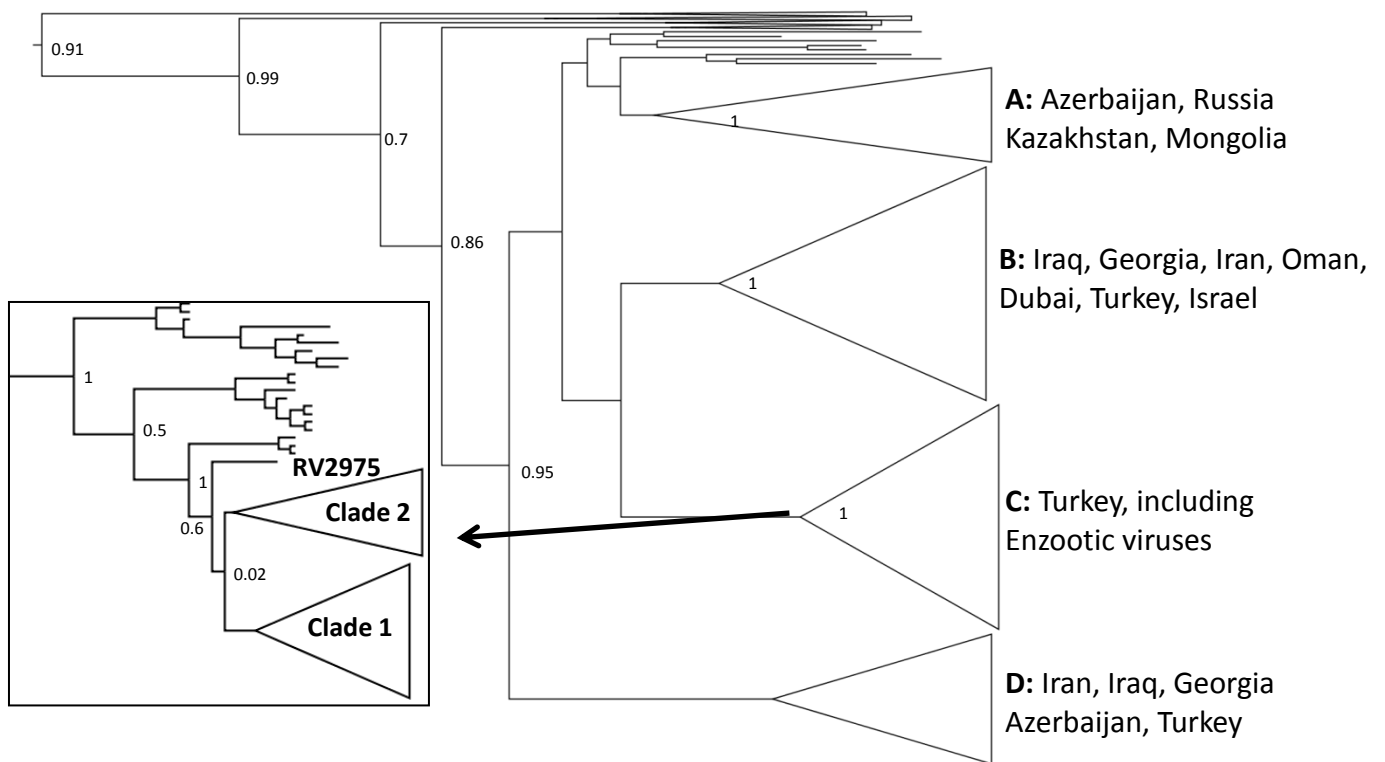 0.91
0.99
0.7
0.86
0.95
1
A: Azerbaijan, Russia
Kazakhstan, Mongolia
1
B: Iraq, Georgia, Iran, Oman,
Dubai, Turkey, Israel
1
C: Turkey, including
Enzootic viruses
D: Iran, Iraq, Georgia
Azerbaijan, Turkey
1
0.5
1
RV2975
0.6
Clade 2
0.02
Clade 1